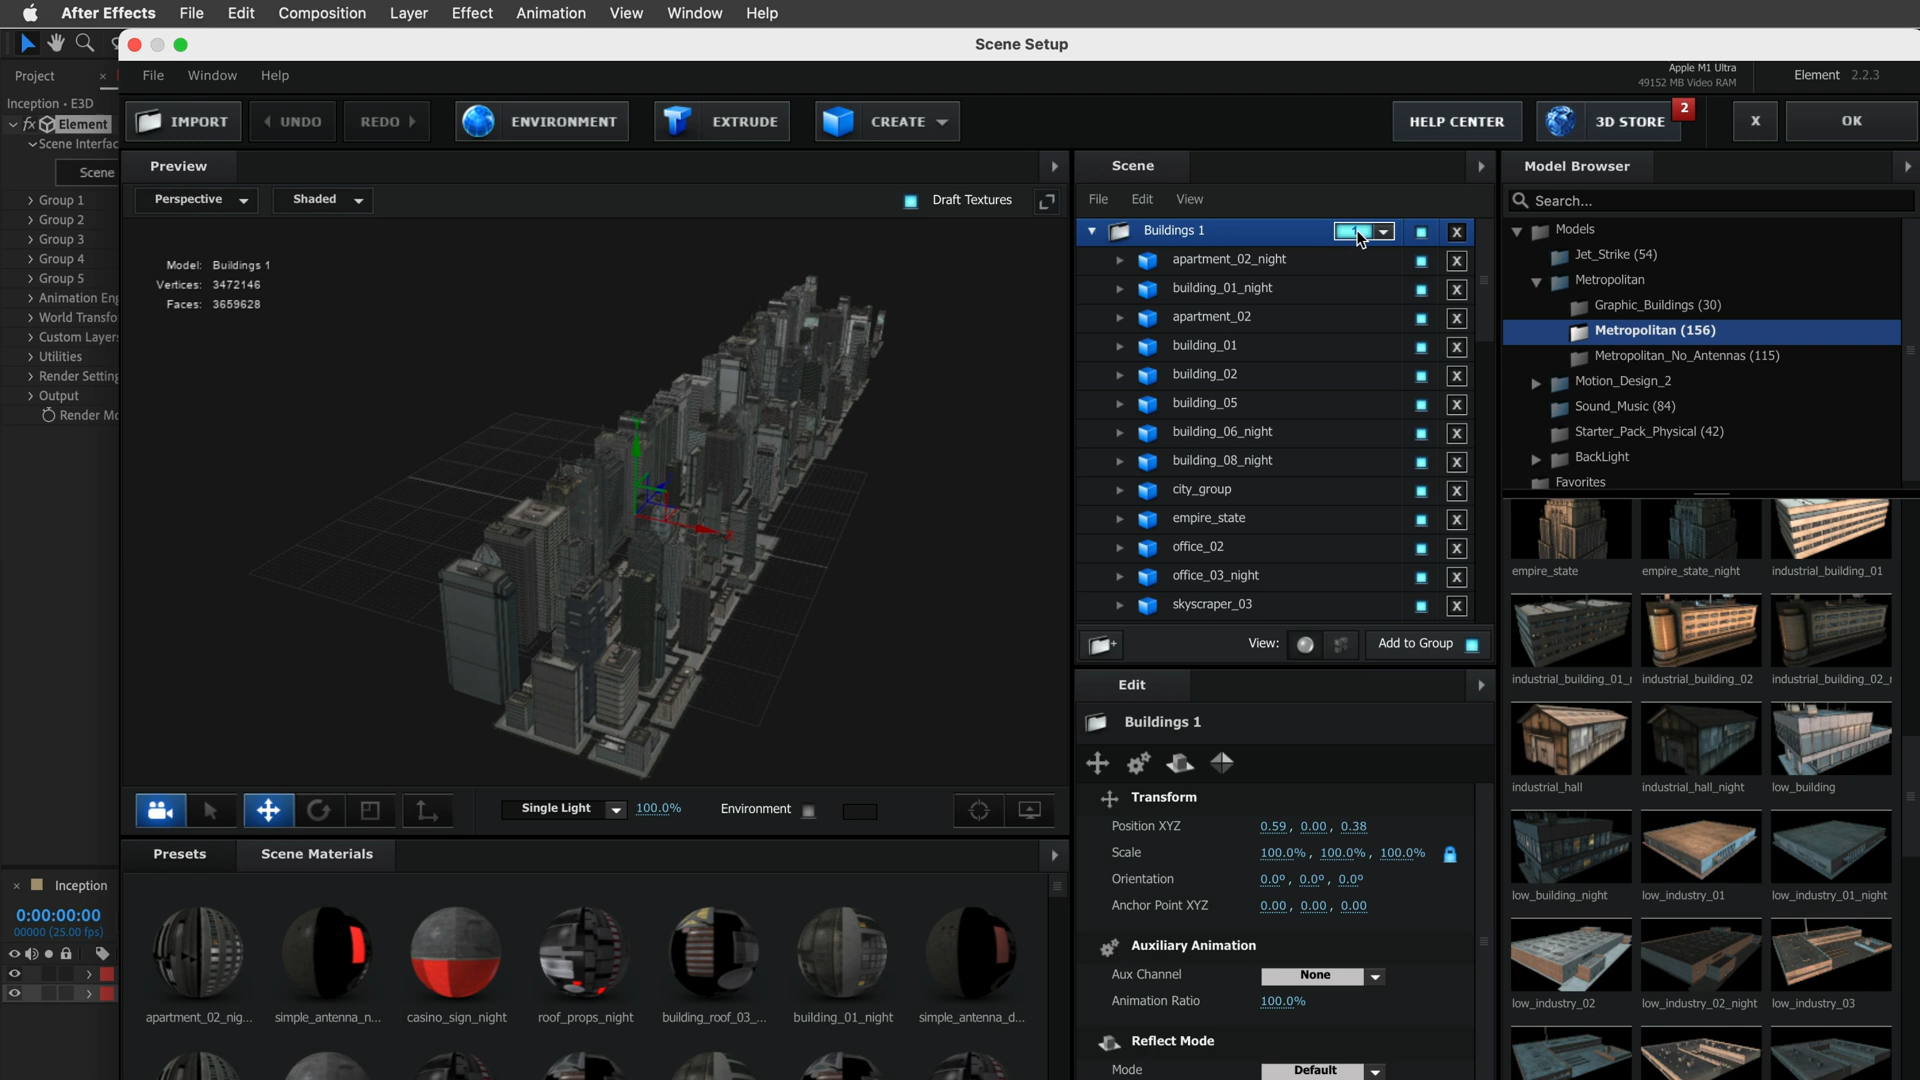 After Effects File Edit Composition Layer Effect Animation View Window Help
Scene Setup
Project
File Window Help
Apple M1 Ultra
49152 MB Video RAM
Element 2.2.3
Inception • E3D
fx Element
Scene Interfac
Scene
Group 1
Group 2
Group 3
Group 4
Group 5
Animation Eng
World Transfo
Custom Layer
Utilities
Render Setting
Output
Render Mo
IMPORT UNDO REDO ENVIRONMENT EXTRUDE CREATE HELP CENTER 3D STORE 2 X OK
Preview
Perspective Shaded Draft Textures
Model: Buildings 1
Vertices: 3472146
Faces: 3659628
Single Light 100.0% Environment
Presets Scene Materials
apartment_02_nig... simple_antenna_n... casino_sign_night roof_props_night building_roof_03_... building_01_night simple_antenna_d...
Scene
File Edit View
Buildings 1 X
apartment_02_night X
building_01_night X
apartment_02 X
building_01 X
building_02 X
building_05 X
building_06_night X
building_08_night X
city_group X
empire_state X
office_02 X
office_03_night X
skyscraper_03 X
View: Add to Group
Edit
Buildings 1
Transform
Position XYZ 0.59, 0.00, 0.38
Scale 100.0%, 100.0%, 100.0%
Orientation 0.0º, 0.0º, 0.0º
Anchor Point XYZ 0.00, 0.00, 0.00
Auxiliary Animation
Aux Channel None
Animation Ratio 100.0%
Reflect Mode
Mode Default
Model Browser
Search...
Models
Jet_Strike (54)
Metropolitan
Graphic_Buildings (30)
Metropolitan (156)
Metropolitan_No_Antennas (115)
Motion_Design_2
Sound_Music (84)
Starter_Pack_Physical (42)
BackLight
Favorites
empire_state empire_state_night industrial_building_01
industrial_building_01_r industrial_building_02 industrial_building_02_r
industrial_hall industrial_hall_night low_building
low_building_night low_industry_01 low_industry_01_night
low_industry_02 low_industry_02_night low_industry_03
Inception
0:00:00:00
00000 (25.00 fps)